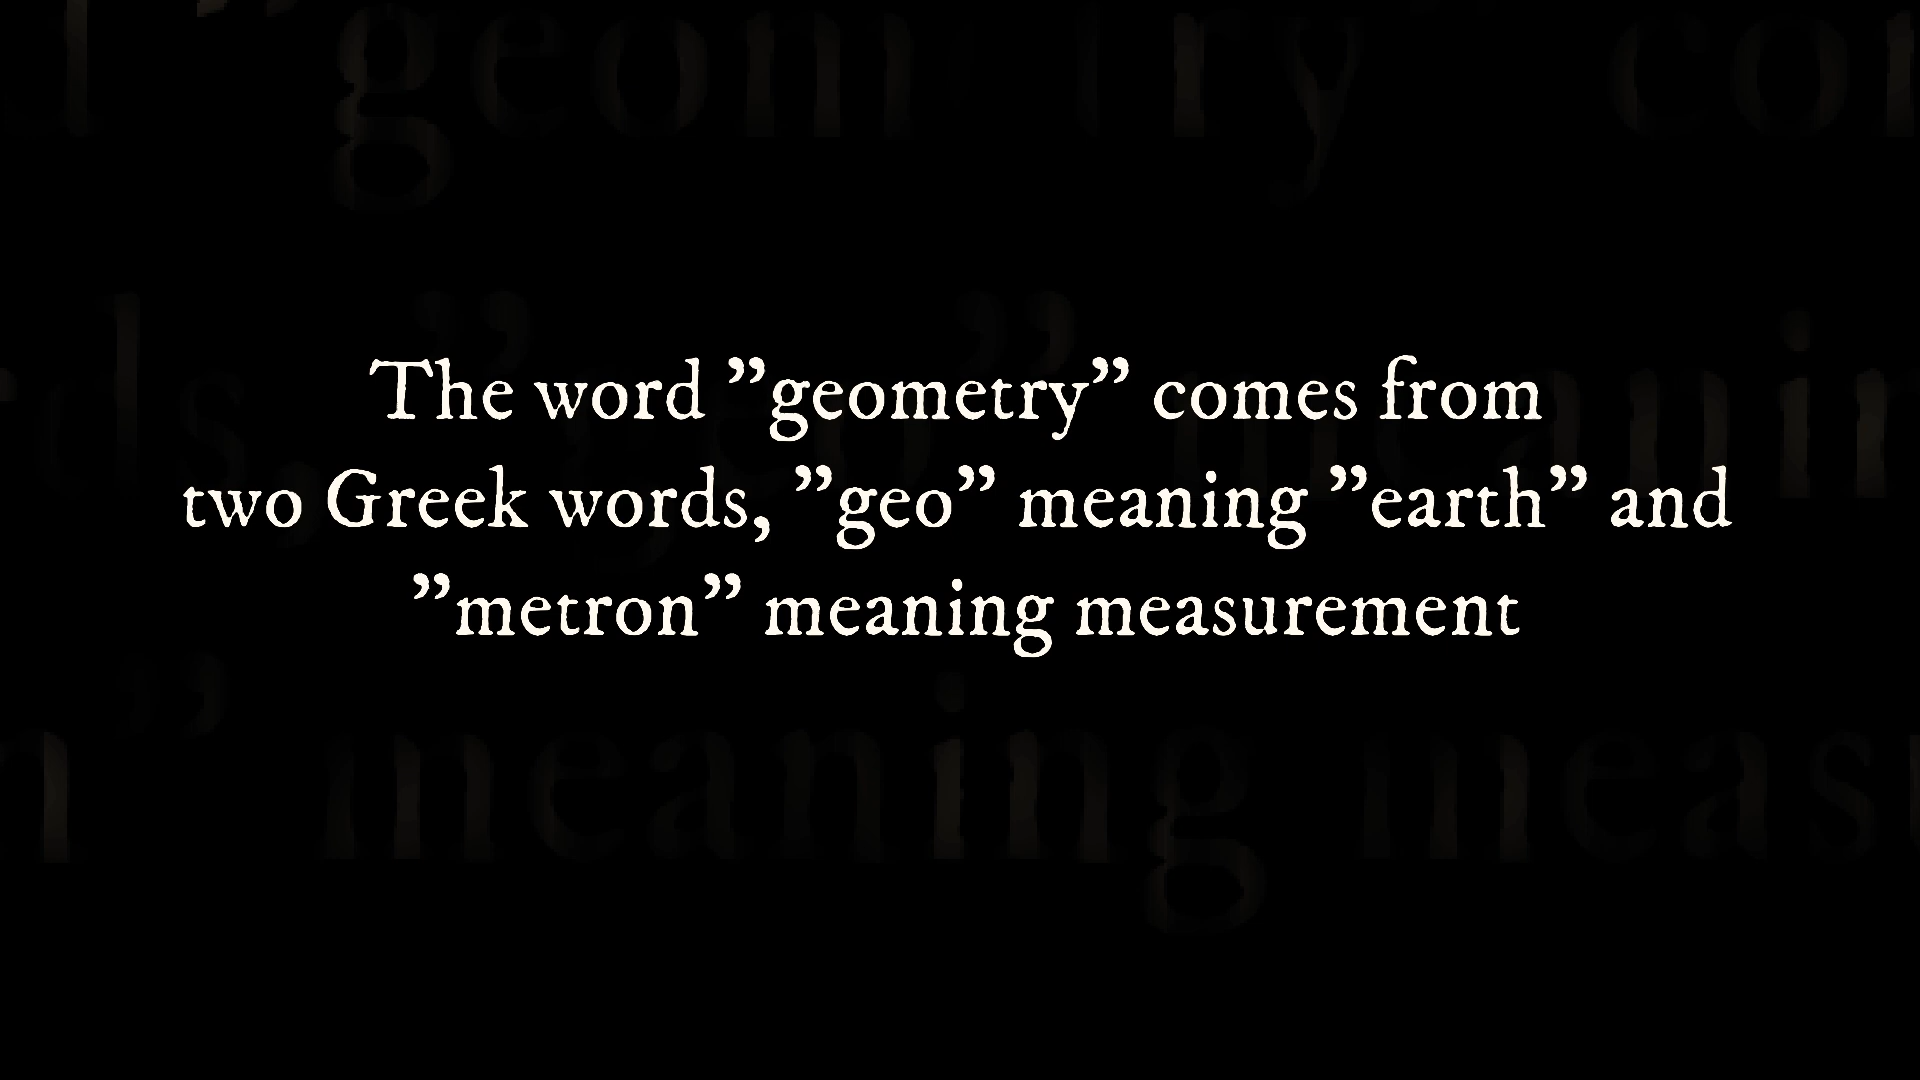 The word ”geometry” comes from
two Greek words, ”geo” meaning ”earth” and
”metron” meaning measurement